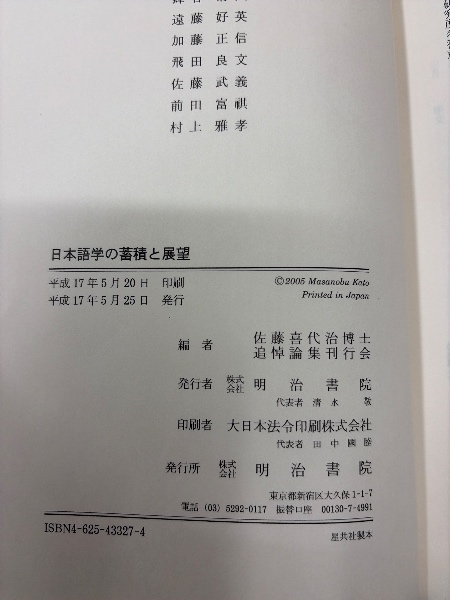 遠藤好英
加藤正信
飛田良文
佐藤武義
前田富祺
村上雅孝
日本語学の蓄積と展望
平成17年5月20日 印刷
平成17年5月25日 発行
©2005 Masanobu Kato
Printed in Japan
編者 佐藤喜代治博士
追悼論集刊行会
発行者 株式会社 明治書院
代表者 清水 敬
印刷者 大日本法令印刷株式会社
代表者 田中國睦
発行所 株式会社 明治書院
東京都新宿区大久保1-1-7
電話 (03) 5292-0117 振替口座 00130-7-4991
ISBN4-625-43327-4
星共社製本